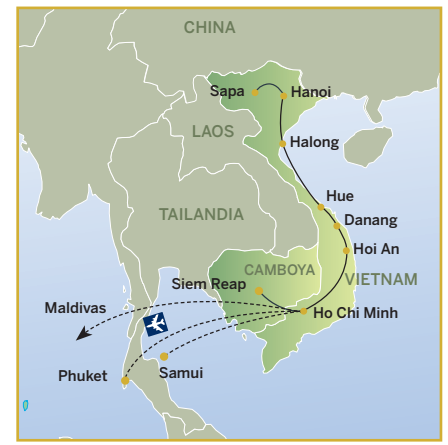 CHINA
Sapa
Hanoi
LAOS
Halong
Hue
TAILANDIA
Danang
Hoi An
CAMBOYA
Siem Reap
VIETNAM
Maldivas
Ho Chi Minh
Phuket
Samui